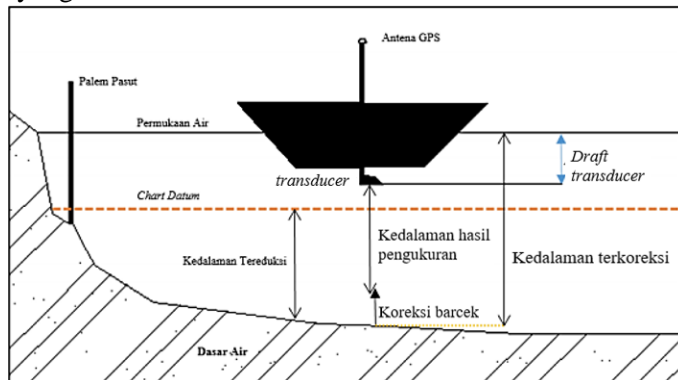 Antena GPS
Palem Pasut
Permukaan Air
Draft
transducer
transducer
Chart Datum
Kedalaman hasil
pengukuran
Kedalaman Tereduksi
Kedalaman terkoreksi
Koreksi barcek
Dasar Air